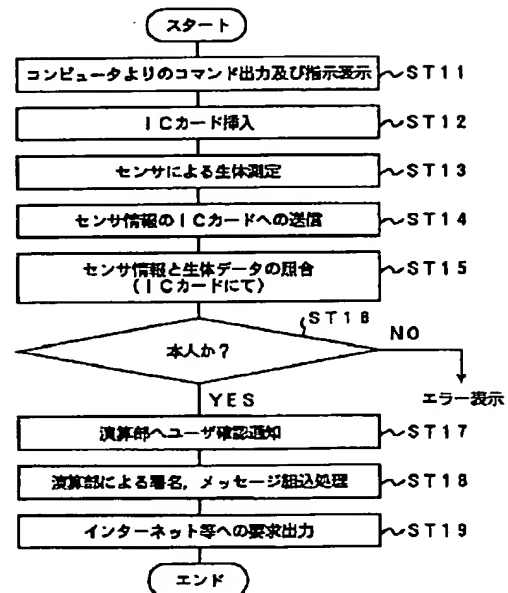 スタート
コンピュータよりのコマンド出力及び指示表示 ST11
ICカード挿入 ST12
センサによる生体測定 ST13
センサ情報のICカードへの送信 ST14
センサ情報と生体データの照合 ST15
(ICカードにて)
ST16
本人か? NO
YES エラー表示
演算部へユーザ確認通知 ST17
演算部による署名,メッセージ組込処理 ST18
インターネット等への要求出力 ST19
エンド